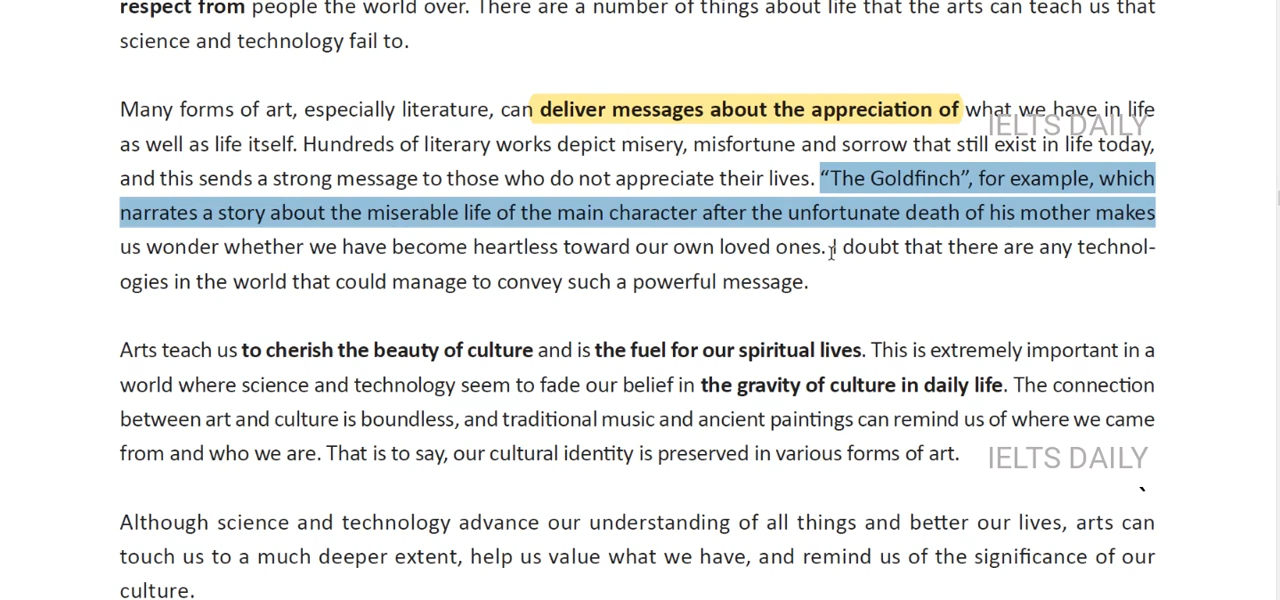 respect from people the world over. There are a number of things about life that the arts can teach us that
science and technology fail to.
Many forms of art, especially literature, can deliver messages about the appreciation of what we have in life
IELTS DAILY
as well as life itself. Hundreds of literary works depict misery, misfortune and sorrow that still exist in life today,
and this sends a strong message to those who do not appreciate their lives. “The Goldfinch”, for example, which
narrates a story about the miserable life of the main character after the unfortunate death of his mother makes
us wonder whether we have become heartless toward our own loved ones. I doubt that there are any technol-
ogies in the world that could manage to convey such a powerful message.
Arts teach us to cherish the beauty of culture and is the fuel for our spiritual lives. This is extremely important in a
world where science and technology seem to fade our belief in the gravity of culture in daily life. The connection
between art and culture is boundless, and traditional music and ancient paintings can remind us of where we came
from and who we are. That is to say, our cultural identity is preserved in various forms of art.
IELTS DAILY
Although science and technology advance our understanding of all things and better our lives, arts can
touch us to a much deeper extent, help us value what we have, and remind us of the significance of our
culture.